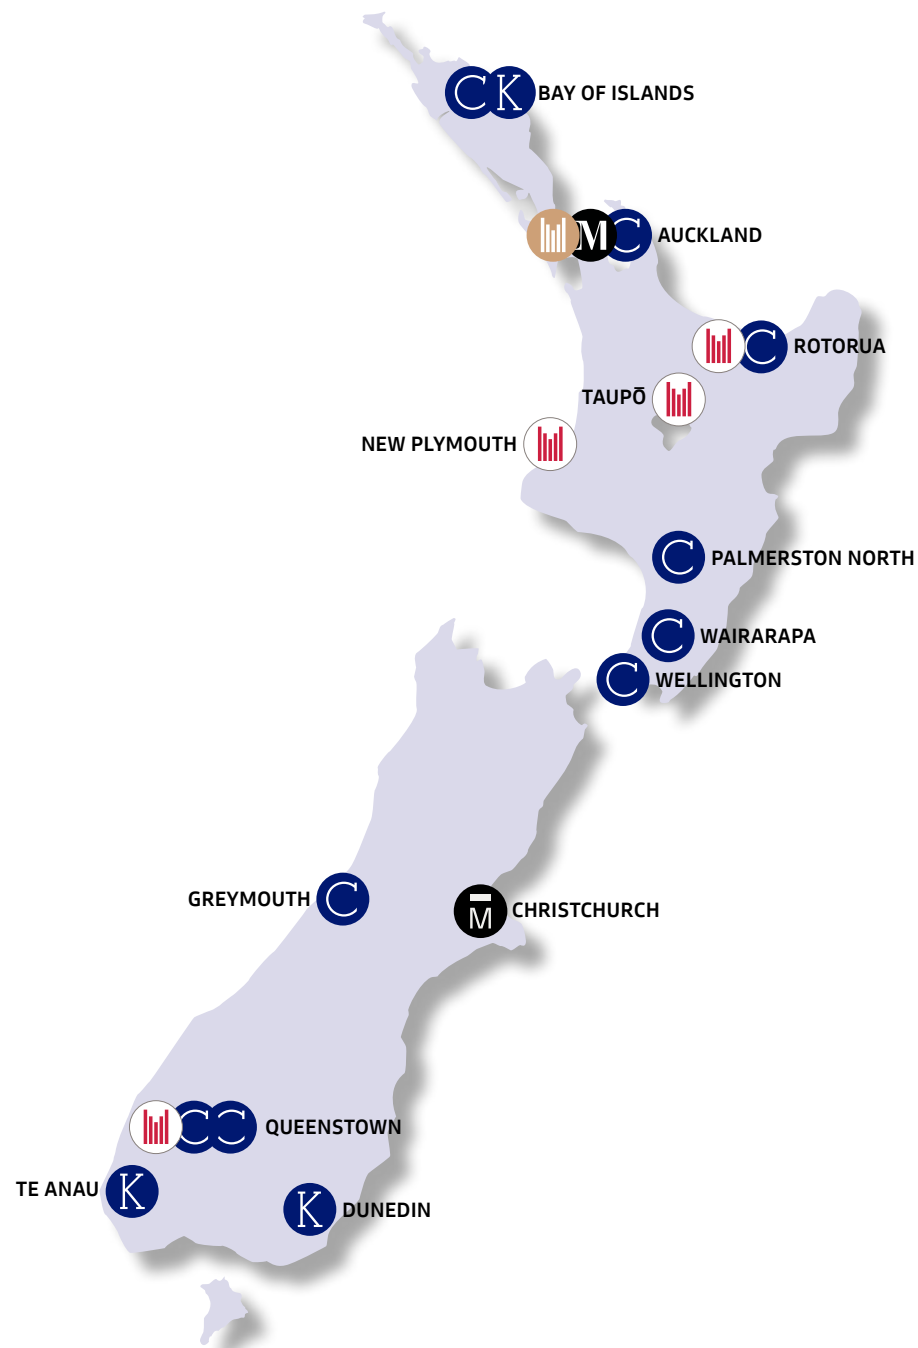 C K BAY OF ISLANDS
M C AUCKLAND
C ROTORUA
TAUPŌ
NEW PLYMOUTH
C PALMERSTON NORTH
C WAIRARAPA
C WELLINGTON
GREYMOUTH C
M CHRISTCHURCH
C C QUEENSTOWN
TE ANAU K
K DUNEDIN